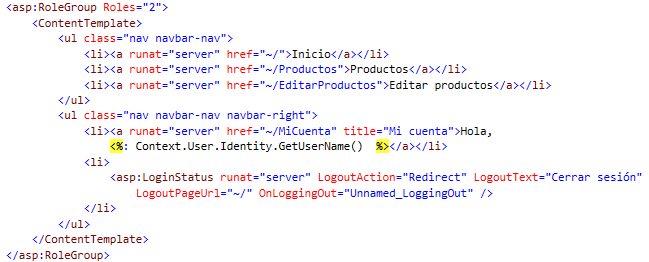 <asp:RoleGroup Roles="2">
<ContentTemplate>
<ul class="nav navbar-nav">
<li><a runat="server" href="~/">Inicio</a></li>
<li><a runat="server" href="~/Productos">Productos</a></li>
<li><a runat="server" href="~/EditarProductos">Editar productos</a></li>
</ul>
<ul class="nav navbar-nav navbar-right">
<li><a runat="server" href="~/MiCuenta" title="Mi cuenta">Hola,
<%: Context.User.Identity.GetUserName()  %></a></li>
<li>
<asp:LoginStatus runat="server" LogoutAction="Redirect" LogoutText="Cerrar sesión"
LogoutPageUrl="~/" OnLoggingOut="Unnamed_LoggingOut" />
</li>
</ul>
</ContentTemplate>
</asp:RoleGroup>